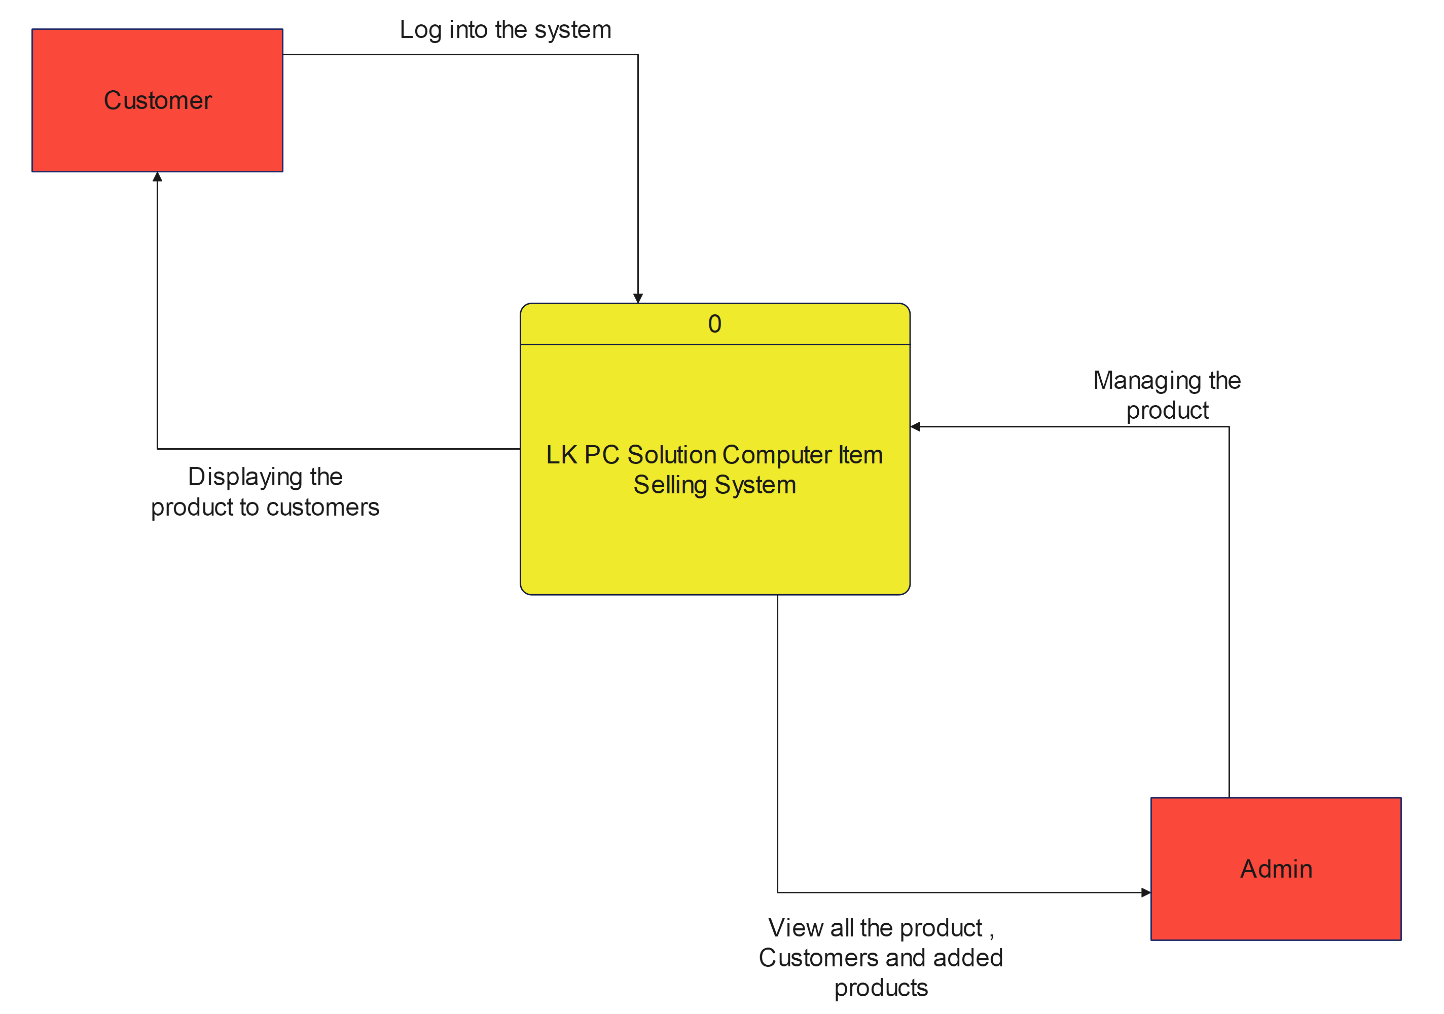 Log into the system
Customer
0
LK PC Solution Computer Item
Selling System
Managing the
product
Displaying the
product to customers
Admin
View all the product ,
Customers and added
products